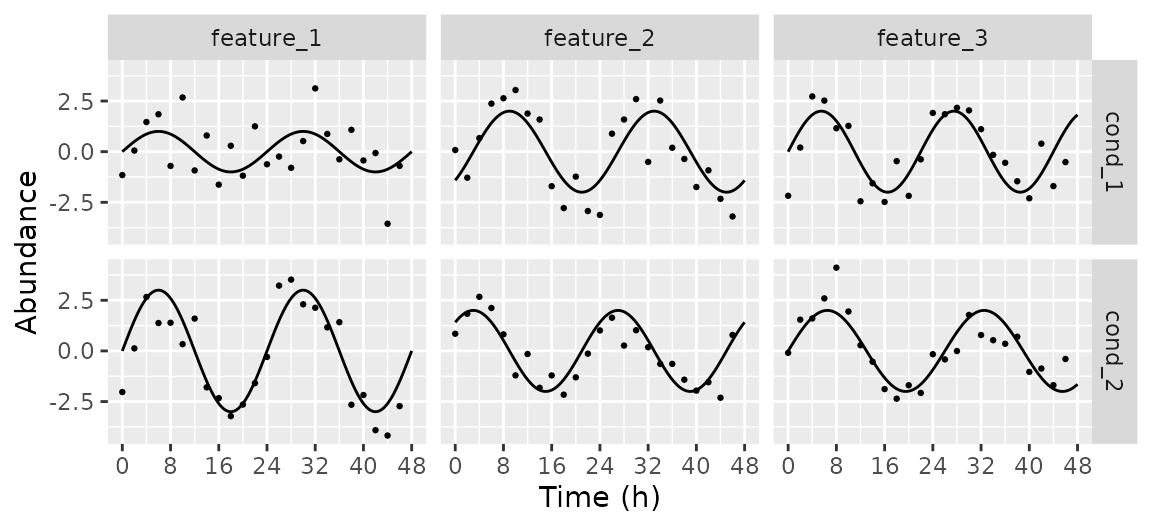 feature_1 feature_2 feature_3
2.5
0.0
-2.5
cond_1
Abundance
2.5
0.0
-2.5
cond_2
0 8 16 24 32 40 48 0 8 16 24 32 40 48 0 8 16 24 32 40 48
Time (h)